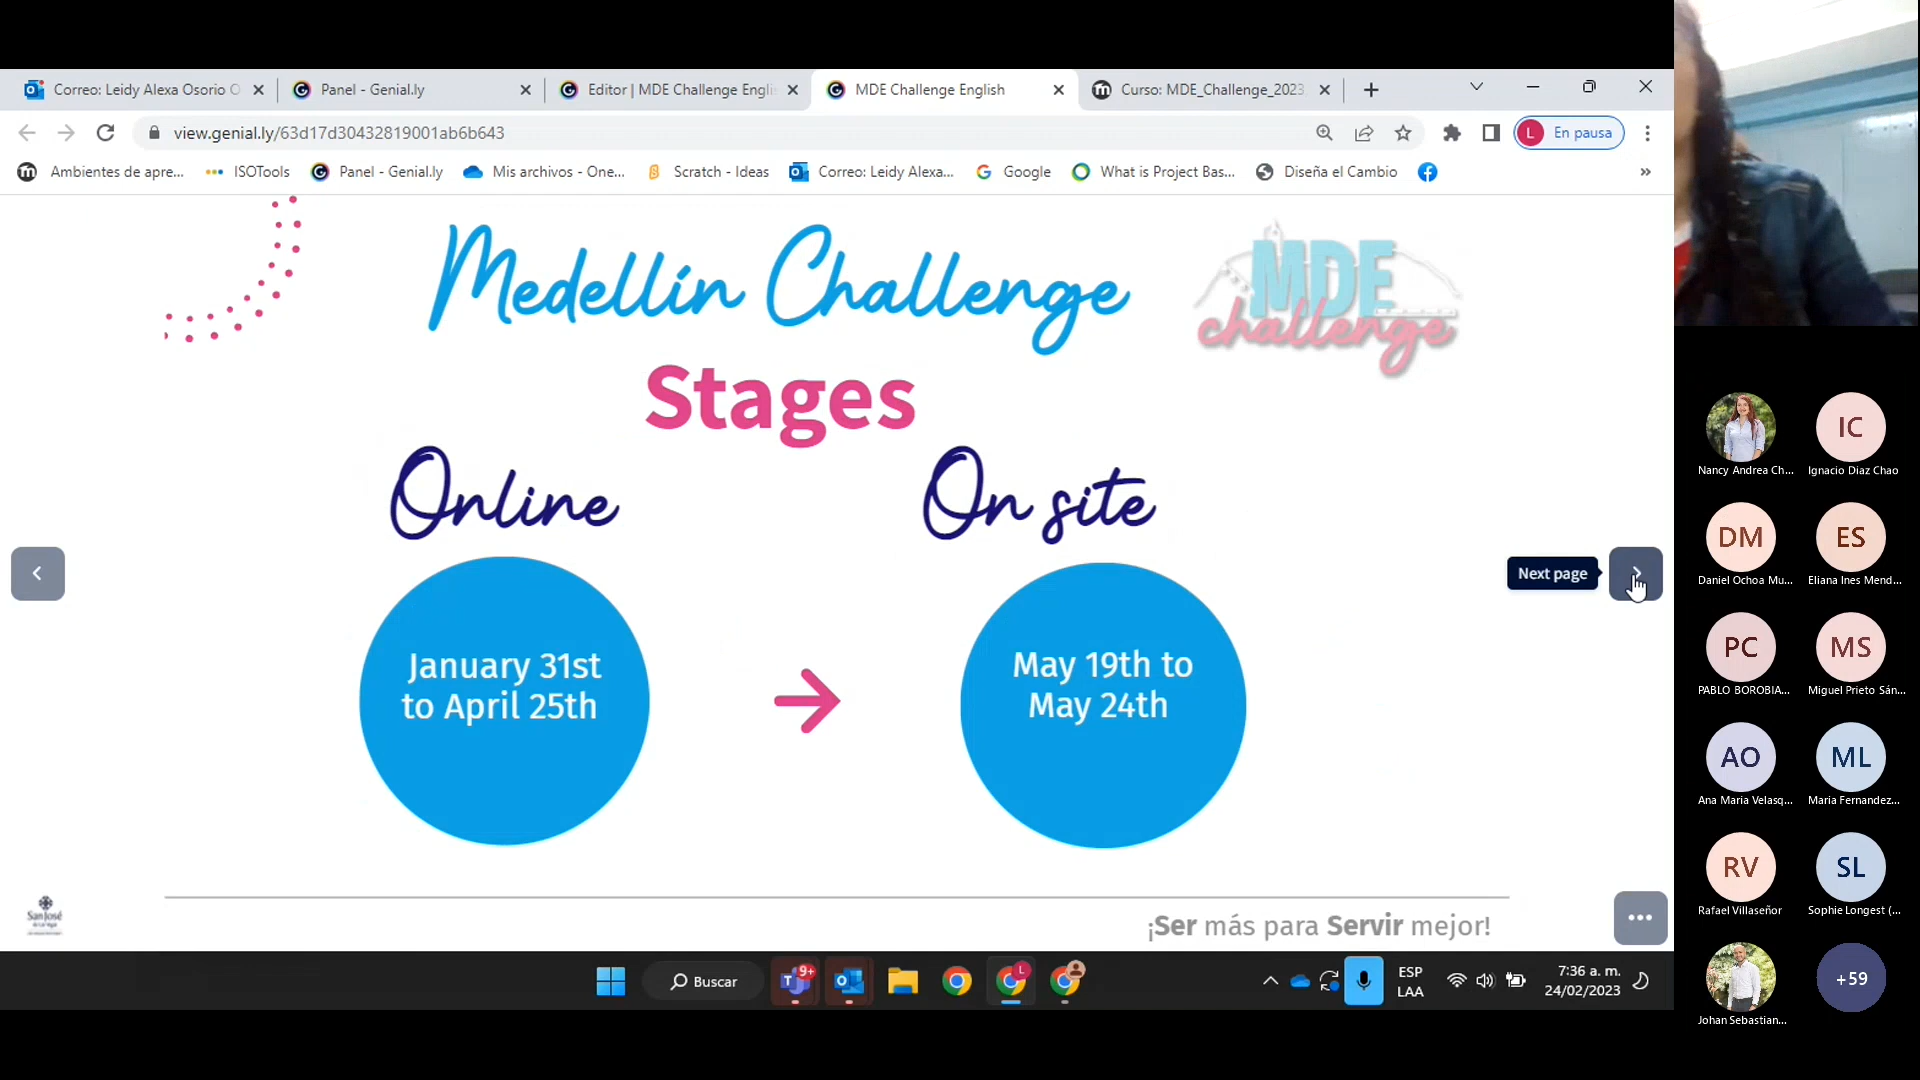 Correo: Leidy Alexa Osorio O
Panel - Genial.ly
Editor | MDE Challenge Engli
MDE Challenge English
Curso: MDE_Challenge_2023
view.genial.ly/63d17d30432819001ab6b643
L
En pausa
Ambientes de apre...
ISOTools
Panel - Genial.ly
Mis archivos - One...
Scratch - Ideas
Correo: Leidy Alexa...
Google
What is Project Bas...
Diseña el Cambio
Medellín Challenge
MDE
challenge
Stages
Online
On site
Next page
January 31st
to April 25th
May 19th to
May 24th
San José
¡Ser más para Servir mejor!
Buscar
9+
L
ESP
LAA
7:36 a. m.
24/02/2023
Nancy Andrea Ch...
IC
Ignacio Diaz Chao
DM
Daniel Ochoa Mu...
ES
Eliana Ines Mend...
PC
PABLO BOROBIA...
MS
Miguel Prieto Sán...
AO
Ana Maria Velasq...
ML
Maria Fernandez...
RV
Rafael Villaseñor
SL
Sophie Longest (...
Johan Sebastian...
+59